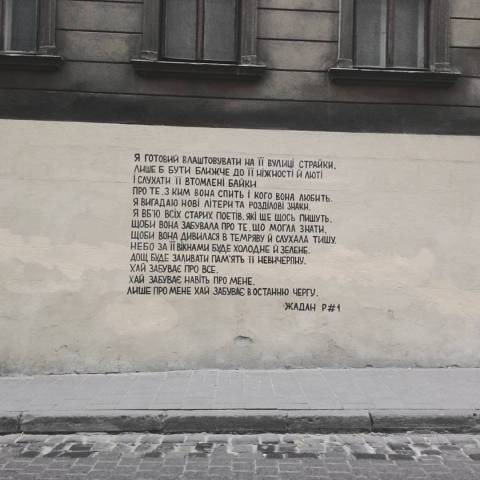 Я ГОТОВИЙ ВЛАШТОВУВАТИ НА ЇЇ ВУЛИЦІ СТРАЙКИ,
ЛИШЕ Б БУТИ БЛИЖЧЕ ДО ЇЇ НІЖНОСТІ Й ЛЮТІ
І СЛУХАТИ ЇЇ ВТОМЛЕНІ БАЙКИ
ПРО ТЕ, З КИМ ВОНА СПИТЬ І КОГО ВОНА ЛЮБИТЬ.
Я ВИГАДАЮ НОВІ ЛІТЕРИ ТА РОЗДІЛОВІ ЗНАКИ.
Я ВБ'Ю ВСІХ СТАРИХ ПОЕТІВ, ЯКІ ЩЕ ЩОСЬ ПИШУТЬ,
ЩОБИ ВОНА ЗАБУВАЛА ПРО ТЕ, ЩО МОГЛА ЗНАТИ,
ЩОБИ ВОНА ДИВИЛАСЯ В ТЕМРЯВУ Й СЛУХАЛА ТИШУ.
НЕБО ЗА ЇЇ ВІКНАМИ БУДЕ ХОЛОДНЕ Й ЗЕЛЕНЕ.
ДОЩ БУДЕ ЗАЛИВАТИ ПАМ'ЯТЬ ЇЇ НЕВИЧЕРПНУ.
ХАЙ ЗАБУВАЄ ПРО ВСЕ.
ХАЙ ЗАБУВАЄ НАВІТЬ ПРО МЕНЕ.
ЛИШЕ ПРО МЕНЕ ХАЙ ЗАБУВАЄ В ОСТАННЮ ЧЕРГУ.
ЖАДАН P#1